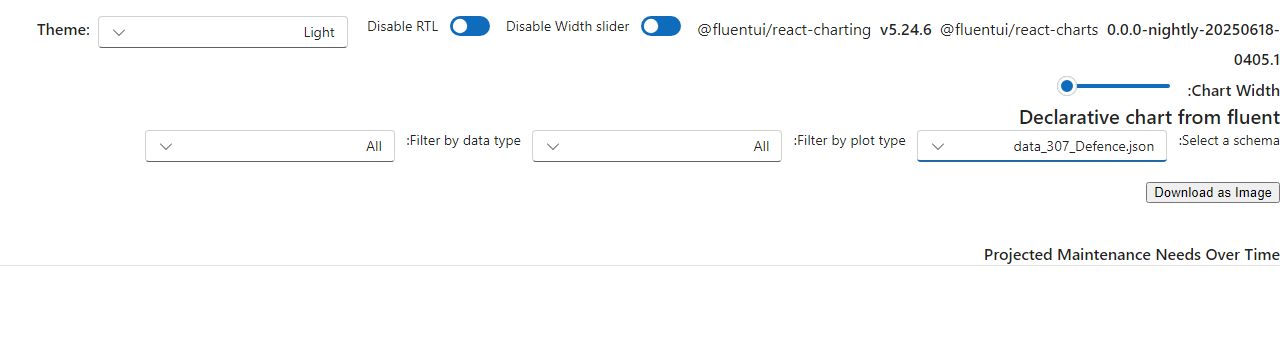 Theme: Light Disable RTL Disable Width slider @fluentui/react-charting v5.24.6 @fluentui/react-charts 0.0.0-nightly-20250618-
0405.1
:Chart Width
Declarative chart from fluent
All :Filter by data type All :Filter by plot type data_307_Defence.json :Select a schema
Download as Image
Projected Maintenance Needs Over Time